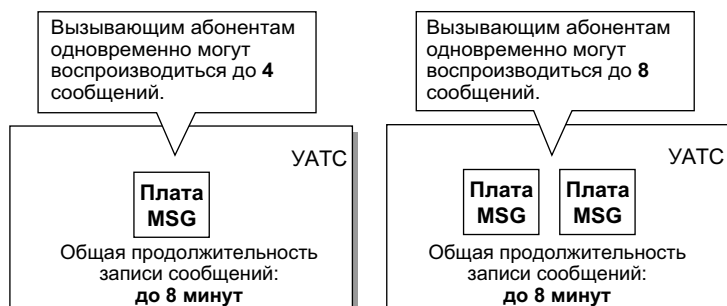 Вызывающим абонентам
одновременно могут
воспроизводиться до 4
сообщений.
УАТС
Плата
MSG
Общая продолжительность
записи сообщений:
до 8 минут
Вызывающим абонентам
одновременно могут
воспроизводиться до 8
сообщений.
УАТС
Плата
MSG
Плата
MSG
Общая продолжительность
записи сообщений:
до 8 минут